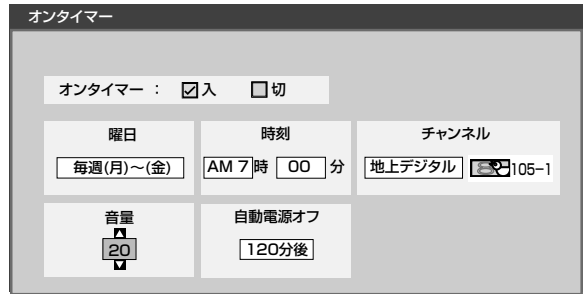 オンタイマー
オンタイマー : 入 切
曜日 時刻 チャンネル
毎週(月)～(金) AM 7 時 00 分 地上デジタル 105-1
音量 自動電源オフ
20 120分後